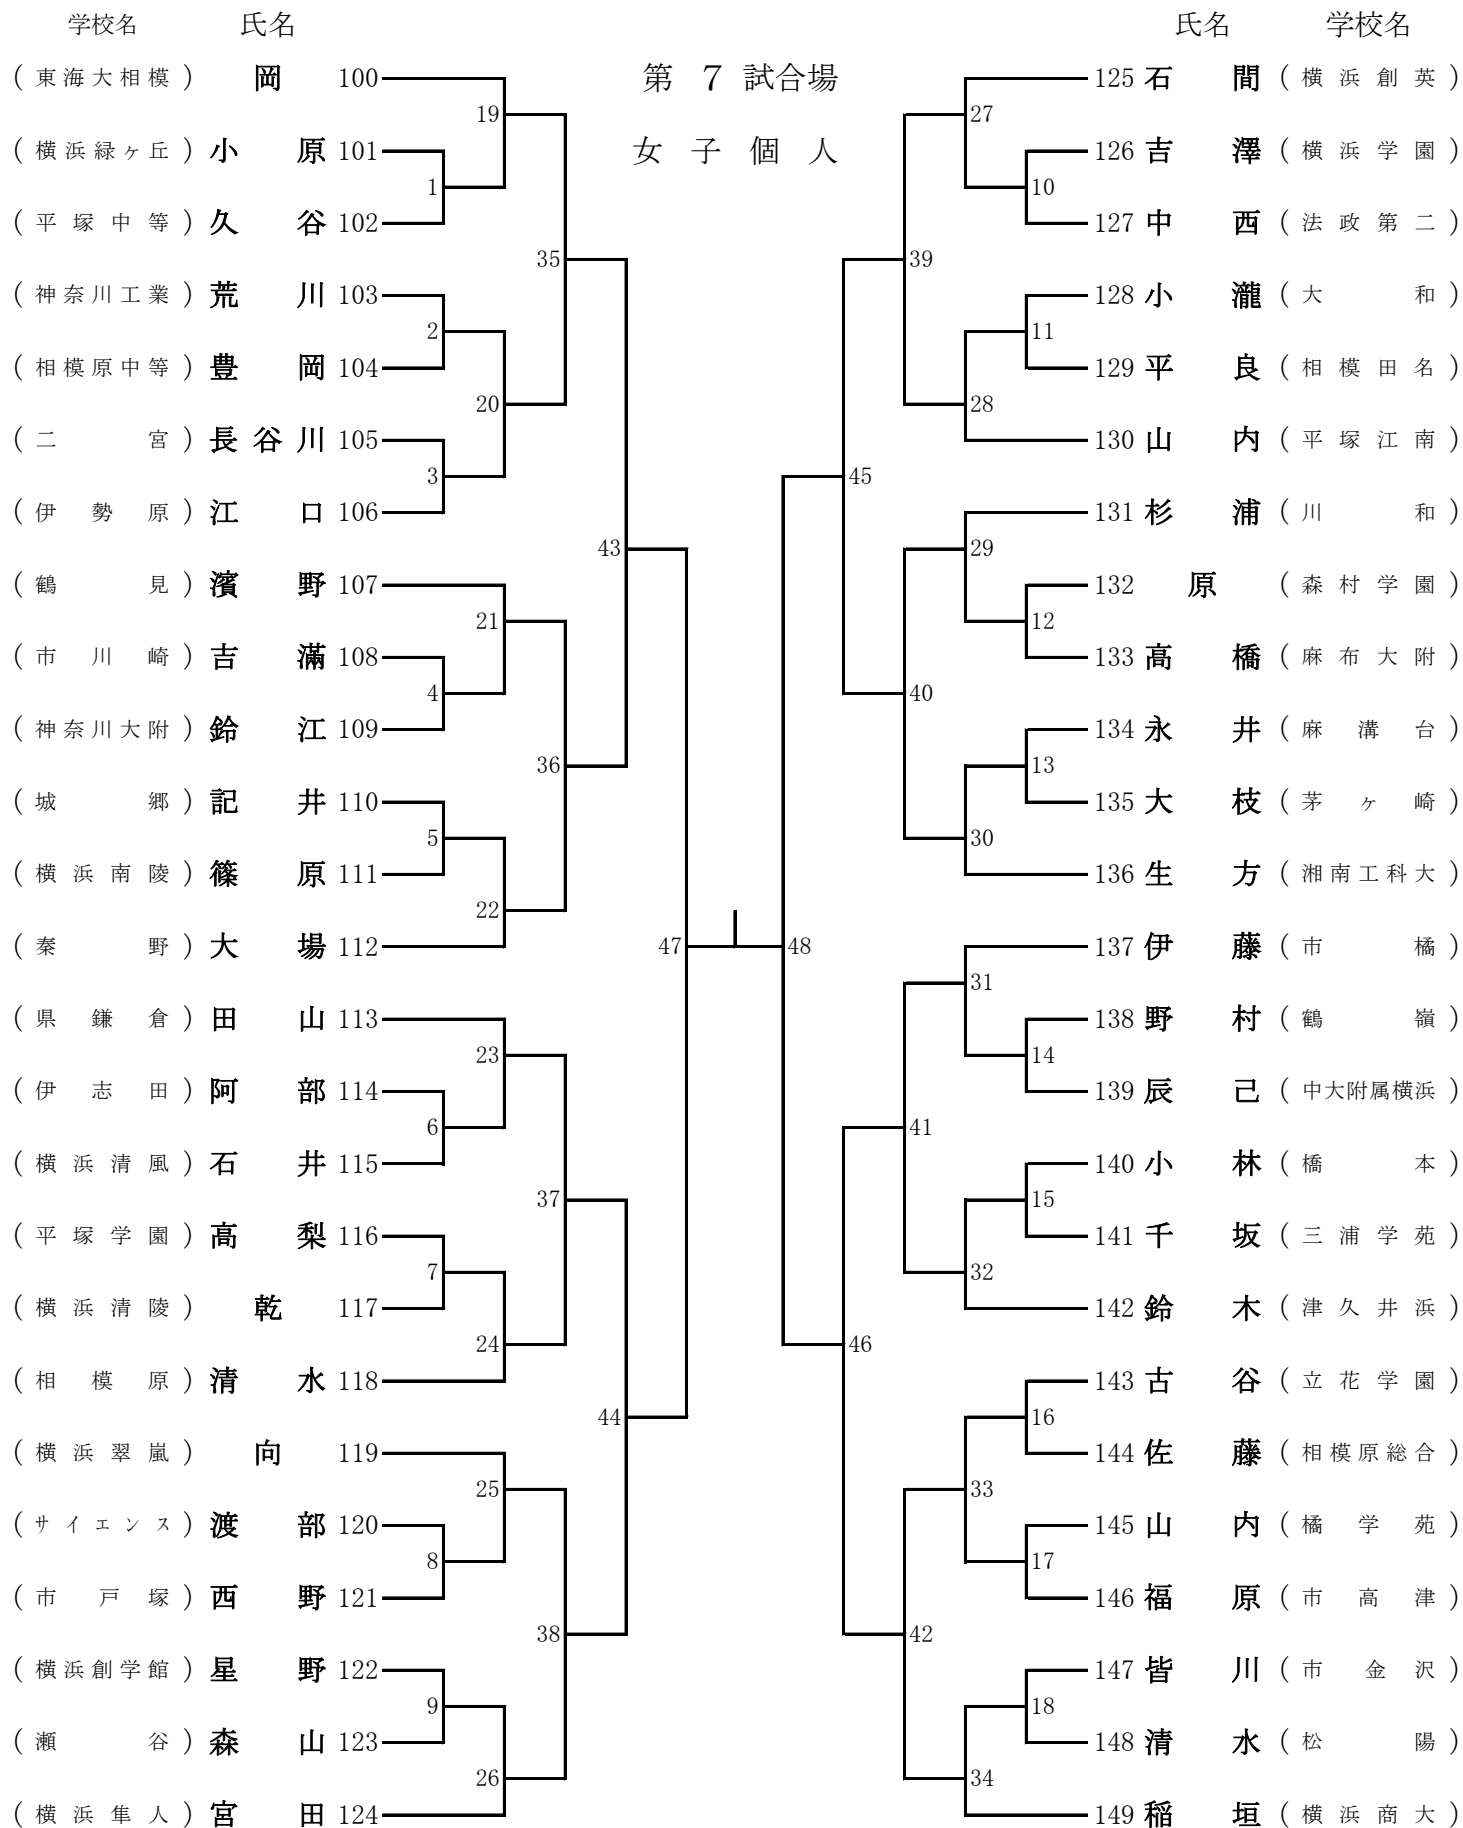 学校名 氏名 氏名 学校名
第 7 試合場
女子個人
(東海大相模) 岡 100
(横浜緑ヶ丘) 小原 101
(平塚中等) 久谷 102
(神奈川工業) 荒川 103
(相模原中等) 豊岡 104
(二宮) 長谷川 105
(伊勢原) 江口 106
(鶴見) 濱野 107
(市川崎) 吉滿 108
(神奈川大附) 鈴江 109
(城郷) 記井 110
(横浜南陵) 篠原 111
(秦野) 大場 112
(県鎌倉) 田山 113
(伊志田) 阿部 114
(横浜清風) 石井 115
(平塚学園) 高梨 116
(横浜清陵) 乾 117
(相模原) 清水 118
(横浜翠嵐) 向 119
(サイエンス) 渡部 120
(市戸塚) 西野 121
(横浜創学館) 星野 122
(瀬谷) 森山 123
(横浜隼人) 宮田 124
1
2
3
4
5
6
7
8
9
19
20
21
22
23
24
25
26
35
36
37
38
43
44
47
48
45
46
39
40
41
42
27
28
29
30
31
32
33
34
10
11
12
13
14
15
16
17
18
125 石間 (横浜創英)
126 吉澤 (横浜学園)
127 中西 (法政第二)
128 小瀧 (大和)
129 平良 (相模田名)
130 山内 (平塚江南)
131 杉浦 (川和)
132 原 (森村学園)
133 高橋 (麻布大附)
134 永井 (麻溝台)
135 大枝 (茅ヶ崎)
136 生方 (湘南工科大)
137 伊藤 (市橘)
138 野村 (鶴嶺)
139 辰己 (中大附属横浜)
140 小林 (橋本)
141 千坂 (三浦学苑)
142 鈴木 (津久井浜)
143 古谷 (立花学園)
144 佐藤 (相模原総合)
145 山内 (橘学苑)
146 福原 (市高津)
147 皆川 (市金沢)
148 清水 (松陽)
149 稲垣 (横浜商大)